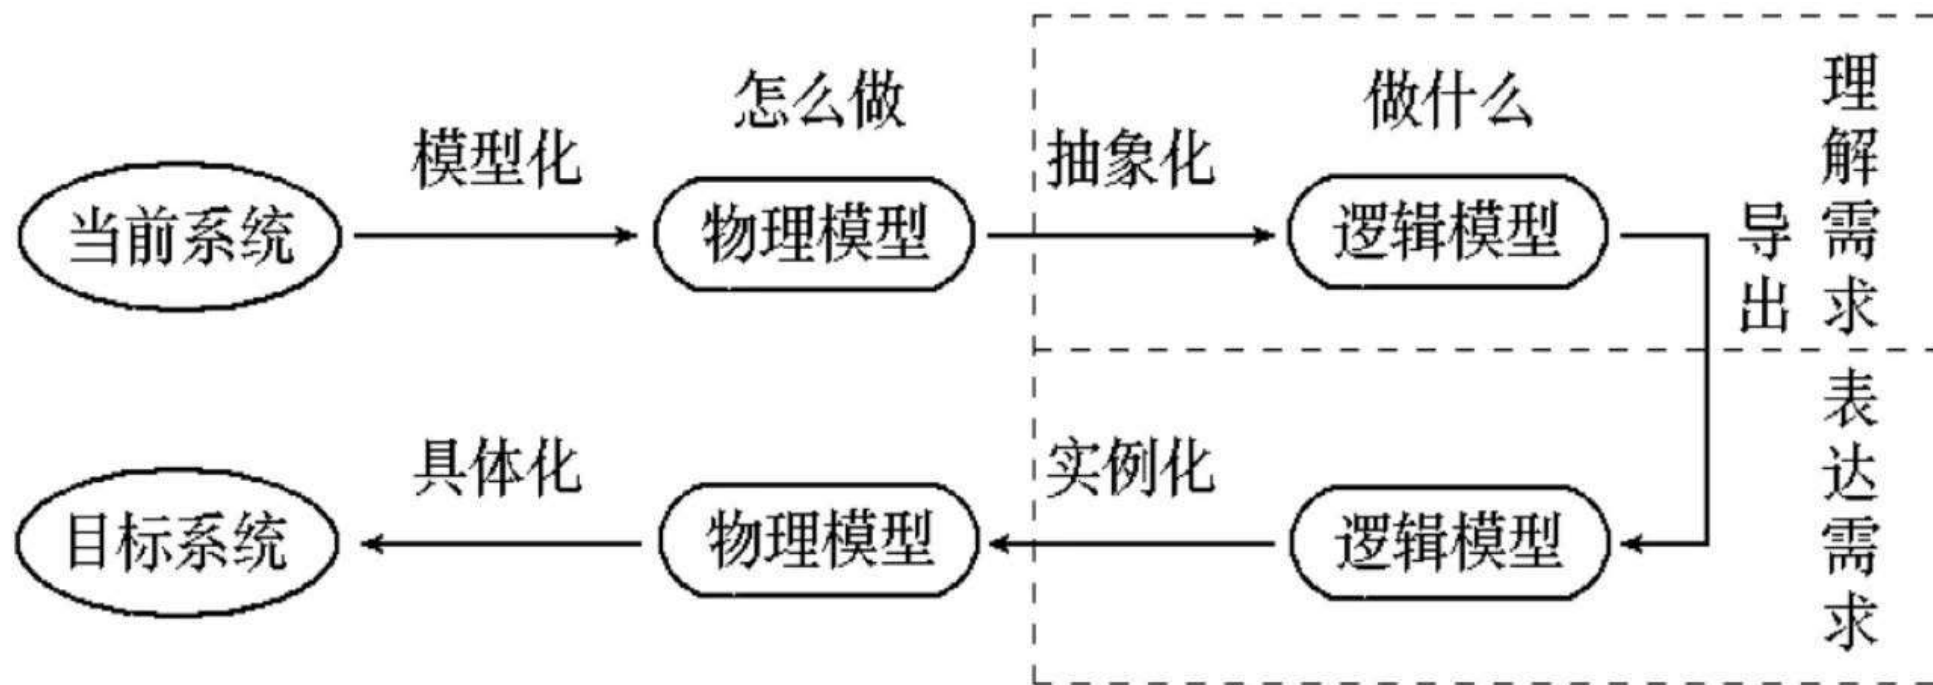 怎么做
做什么
模型化
抽象化
当前系统
物理模型
逻辑模型
导出
理解需求
具体化
实例化
目标系统
物理模型
逻辑模型
表达需求